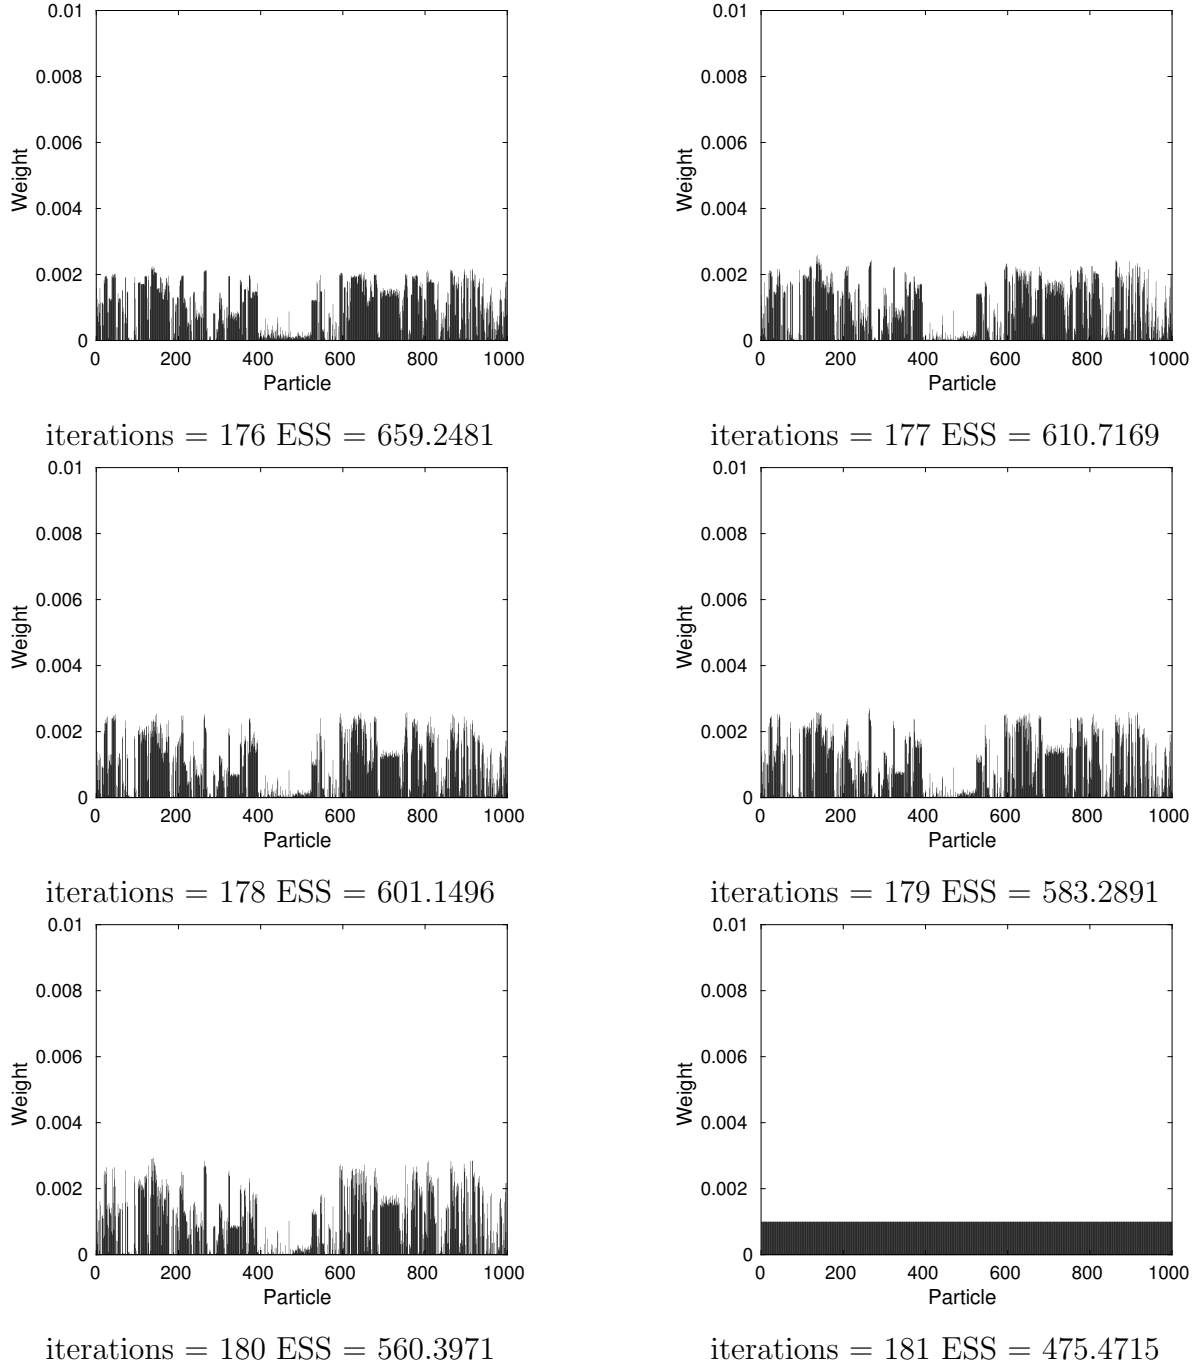 0.01
0.008
0.006
0.004
0.002
0
Weight
0 200 400 600 800 1000
Particle
iterations = 176 ESS = 659.2481
0.01
0.008
0.006
0.004
0.002
0
Weight
0 200 400 600 800 1000
Particle
iterations = 177 ESS = 610.7169
0.01
0.008
0.006
0.004
0.002
0
Weight
0 200 400 600 800 1000
Particle
iterations = 178 ESS = 601.1496
0.01
0.008
0.006
0.004
0.002
0
Weight
0 200 400 600 800 1000
Particle
iterations = 179 ESS = 583.2891
0.01
0.008
0.006
0.004
0.002
0
Weight
0 200 400 600 800 1000
Particle
iterations = 180 ESS = 560.3971
0.01
0.008
0.006
0.004
0.002
0
Weight
0 200 400 600 800 1000
Particle
iterations = 181 ESS = 475.4715